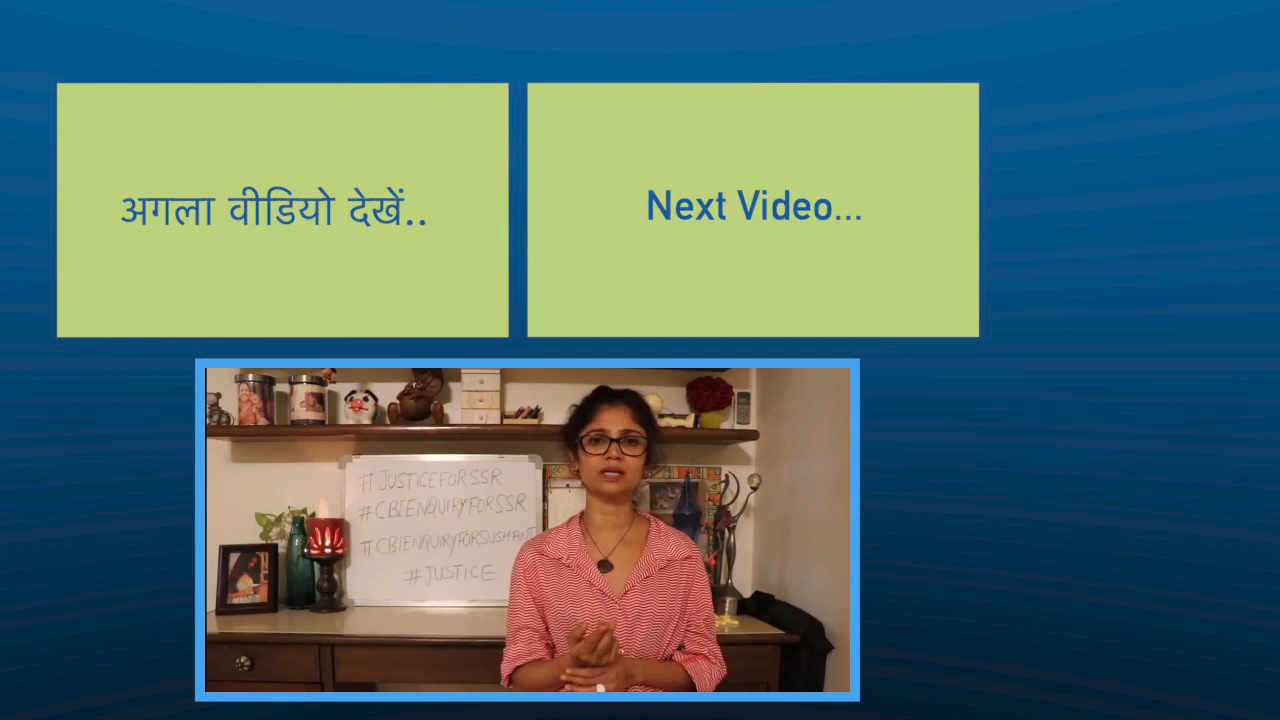 अगला वीडियो देखें..
Next Video...
#JUSTICEFORSSR
#CBIENQUIRYFORSSR
#CBIENQUIRYFORSUSHANT
#JUSTICE